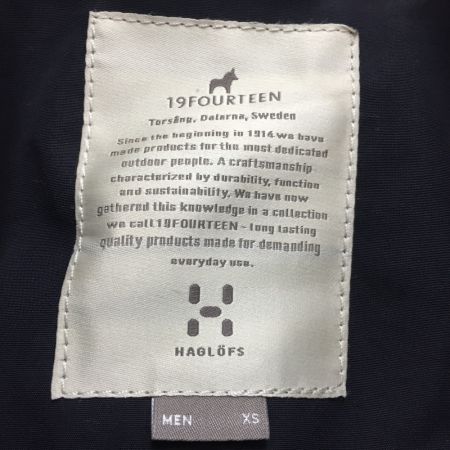 19FOURTEEN
Torsång, Dalarna, Sweden
Since the beginning in 1914 we have
made products for the most dedicated
outdoor people. A craftsmanship
characterized by durability, function
and sustainability. We have now
gathered this knowledge in a collection
we call 19FOURTEEN - long lasting
quality products made for demanding
everyday use.
HAGLÖFS
MEN XS